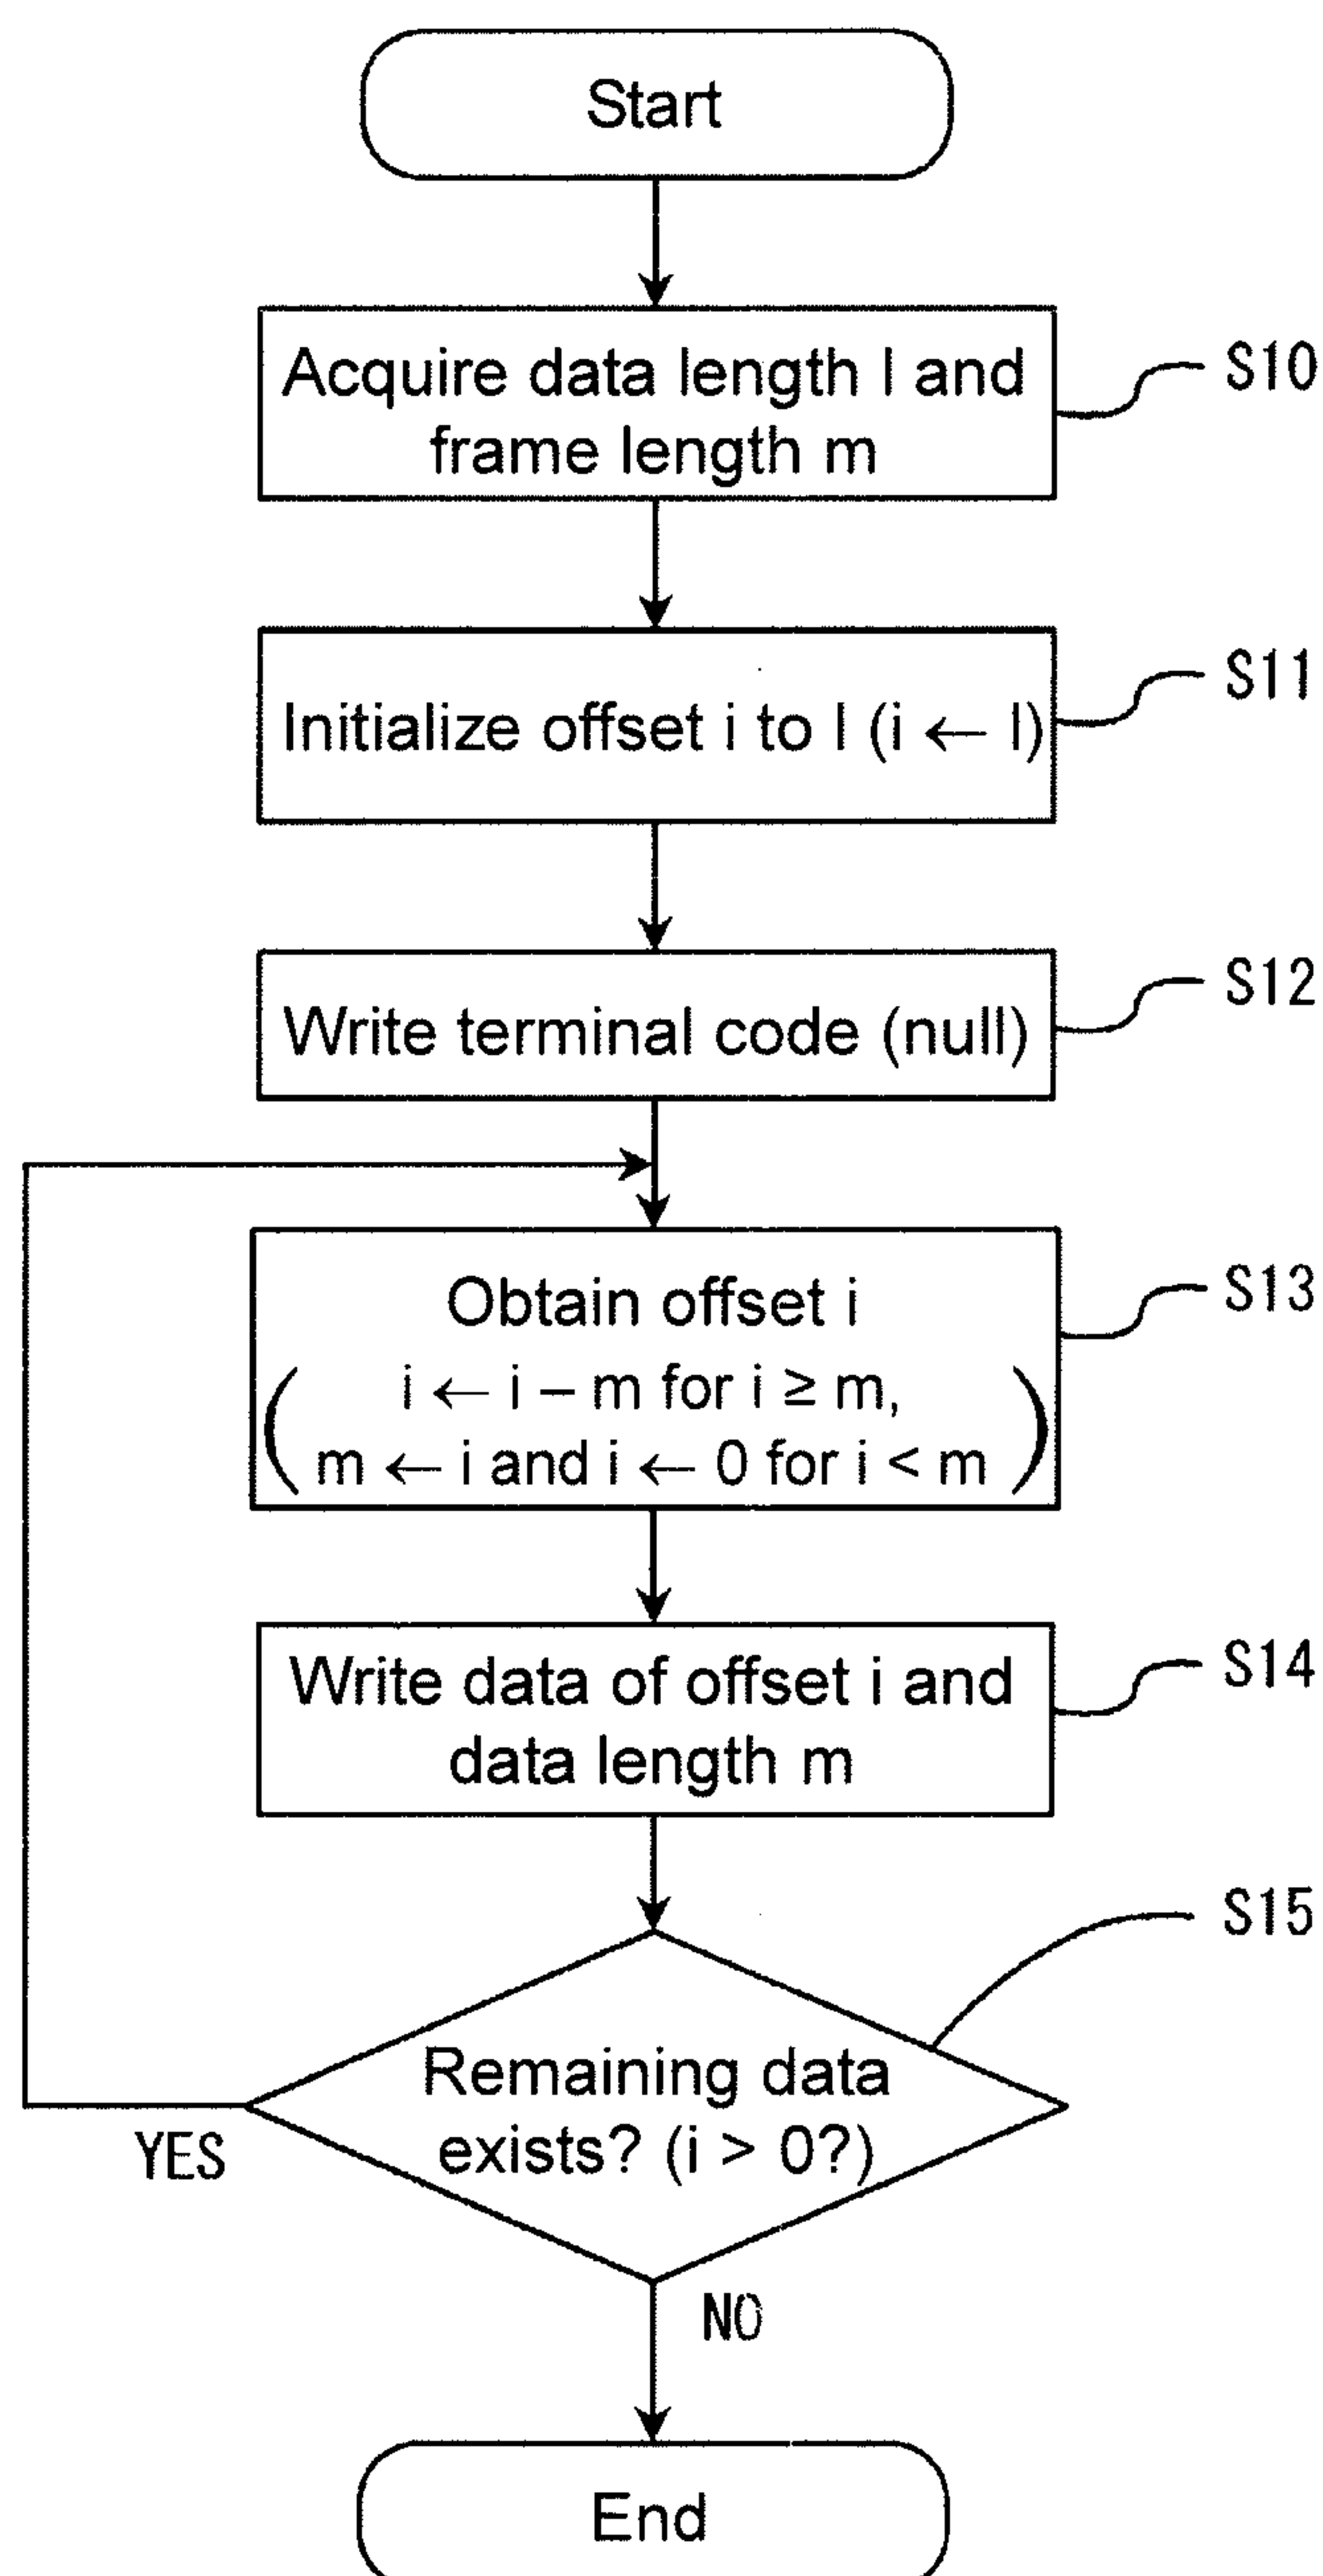 Start
Acquire data length l and
frame length m
S10
Initialize offset i to l (i ← l)
S11
Write terminal code (null)
S12
Obtain offset i
( i ← i – m for i ≥ m,
m ← i and i ← 0 for i < m )
S13
Write data of offset i and
data length m
S14
Remaining data
exists? (i > 0?)
S15
YES
NO
End